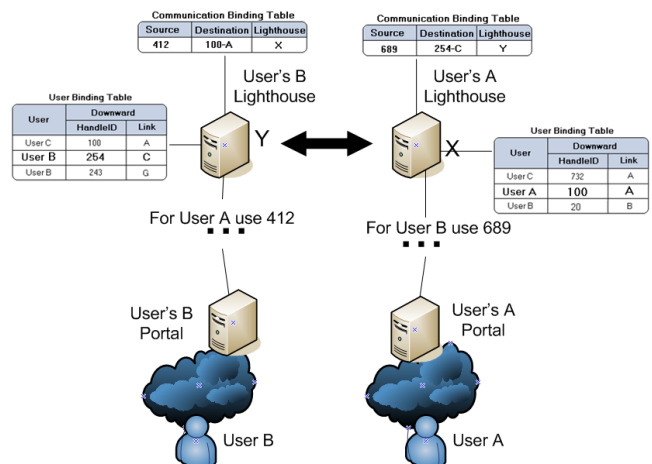 Communication Binding Table
Source Destination Lighthouse
412 100-A X
Communication Binding Table
Source Destination Lighthouse
689 254-C Y
User's B
Lighthouse
User's A
Lighthouse
User Binding Table
User Downward
HandleID Link
User C 100 A
User B 254 C
User B 243 G
Y
X
User Binding Table
User Downward
HandleID Link
User C 732 A
User A 100 A
User B 20 B
For User A use 412
. . .
For User B use 689
. . .
User's B
Portal
User's A
Portal
User B
User A